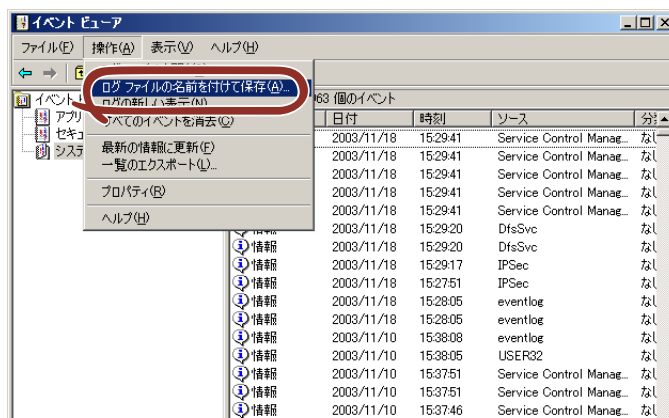 イベント ビューア
ファイル(F) 操作(A) 表示(V) ヘルプ(H)
ログ ファイルの名前を付けて保存(A)...
ログの新しい表示(N)
すべてのイベントを消去(C)
最新の情報に更新(F)
一覧のエクスポート(L)...
プロパティ(R)
ヘルプ(H)
イベント
アプリ
セキュ
システ
63 個のイベント
日付 時刻 ソース 分
2003/11/18 15:29:41 Service Control Manag... なし
2003/11/18 15:29:41 Service Control Manag... なし
2003/11/18 15:29:41 Service Control Manag... なし
2003/11/18 15:29:41 Service Control Manag... なし
2003/11/18 15:29:41 Service Control Manag... なし
情報 2003/11/18 15:29:20 DfsSvc なし
情報 2003/11/18 15:29:20 DfsSvc なし
情報 2003/11/18 15:29:17 IPSec なし
情報 2003/11/18 15:27:51 IPSec なし
情報 2003/11/18 15:28:05 eventlog なし
情報 2003/11/18 15:28:05 eventlog なし
情報 2003/11/10 15:38:08 eventlog なし
情報 2003/11/10 15:38:05 USER32 なし
情報 2003/11/10 15:37:51 Service Control Manag... なし
情報 2003/11/10 15:37:51 Service Control Manag... なし
情報 2003/11/10 15:37:46 Service Control Manag... なし